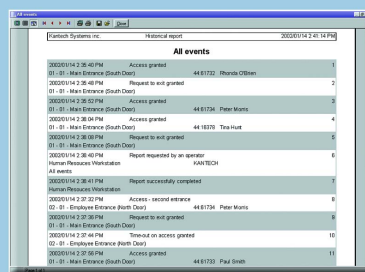 All events
Close
Kantech Systems inc. Historical report 2002/01/14 2:41:14 PM
All events
2002/01/14 2:35:40 PM Access granted 1
01 - 01 - Main Entrance (South Door) 44:61732 Rhonda O'Brien
2002/01/14 2:35:48 PM Request to exit granted 2
01 - 01 - Main Entrance (South Door)
2002/01/14 2:35:52 PM Access granted 3
01 - 01 - Main Entrance (South Door) 44:61734 Peter Morris
2002/01/14 2:36:04 PM Access granted 4
01 - 01 - Main Entrance (South Door) 44:18378 Tina Hunt
2002/01/14 2:36:08 PM Request to exit granted 5
01 - 01 - Main Entrance (South Door)
2002/01/14 2:36:40 PM Report requested by an operator 6
Human Resouces Workstation KANTECH
All events
2002/01/14 2:36:41 PM Report successfully completed 7
Human Resouces Workstation
2002/01/14 2:37:32 PM Access - second entrance 8
02 - 01 - Employee Entrance (North Door) 44:61734 Peter Morris
2002/01/14 2:37:36 PM Request to exit granted 9
01 - 01 - Main Entrance (South Door)
2002/01/14 2:37:44 PM Time-out on access granted 10
02 - 01 - Employee Entrance (North Door)
2002/01/14 2:37:56 PM Access granted 11
01 - 01 - Main Entrance (South Door) 44:61733 Paul Smith
Page 1 of 1